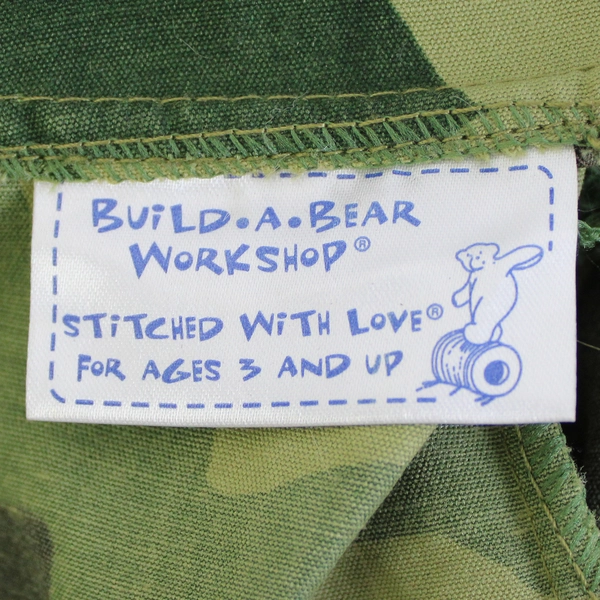 BUiLD.A.BEAR
WORKSHOP®
STiTCHED WiTH LOVE®
FOR AGES 3 AND UP